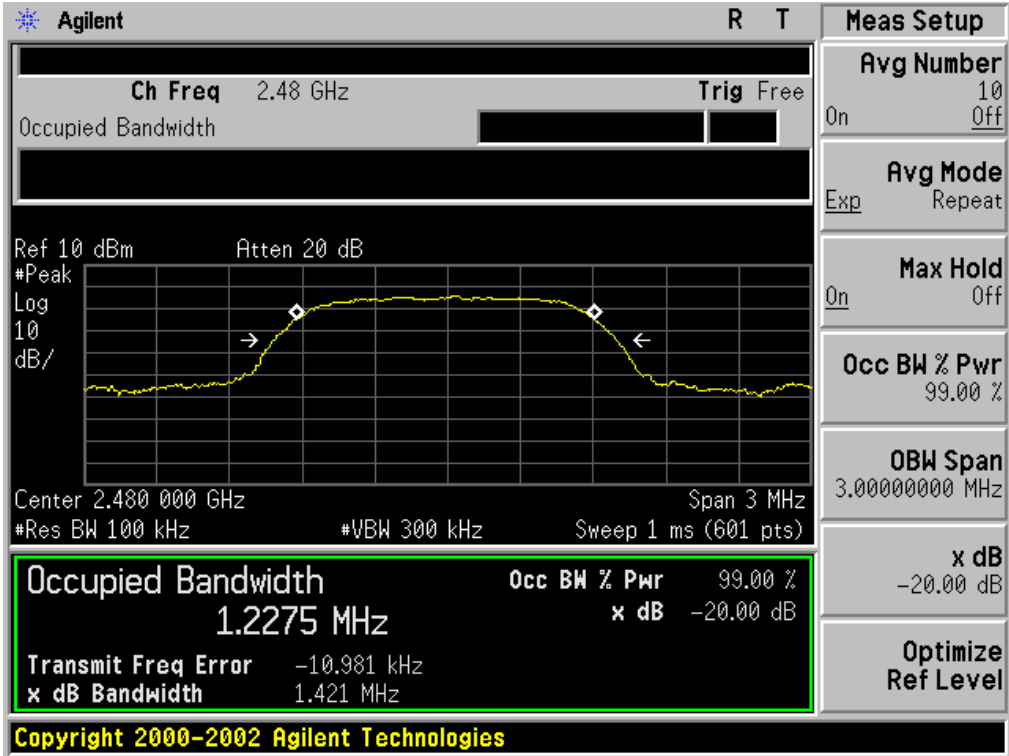 Agilent R T
Ch Freq 2.48 GHz Trig Free
Occupied Bandwidth
Ref 10 dBm Atten 20 dB
#Peak
Log
10
dB/
Center 2.480 000 GHz Span 3 MHz
#Res BW 100 kHz #VBW 300 kHz Sweep 1 ms (601 pts)
Occupied Bandwidth Occ BW % Pwr 99.00 %
1.2275 MHz x dB -20.00 dB
Transmit Freq Error -10.981 kHz
x dB Bandwidth 1.421 MHz
Copyright 2000-2002 Agilent Technologies
Meas Setup
Avg Number
10
On Off
Avg Mode
Exp Repeat
Max Hold
On Off
Occ BW % Pwr
99.00 %
OBW Span
3.00000000 MHz
x dB
-20.00 dB
Optimize
Ref Level